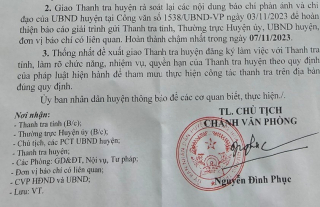 2. Giao Thanh tra huyện rà soát lại các nội dung báo chí phản ánh và chỉ
đạo của UBND huyện tại Công văn số 1538/UBND-VP ngày 03/11/2023 để hoàn
thiện báo cáo giải trình gửi Thanh tra tỉnh, Thường trực Huyện ủy, UBND huyện,
đơn vị báo chí có liên quan. Hoàn thành chậm nhất trong ngày 07/11/2023.
3. Thống nhất đề xuất giao Thanh tra huyện đăng ký làm việc với Thanh tra
tỉnh, làm rõ chức năng, nhiệm vụ, quyền hạn của Thanh tra huyện theo quy định
của pháp luật hiện hành để tham mưu thực hiện công tác thanh tra trên địa bàn
đúng quy định.
Ủy ban nhân dân huyện thông báo để các cơ quan biết, thực hiện./.
Nơi nhận:
- Thanh tra tỉnh (B/c);
- Thường trực Huyện ủy (B/c);
- Chủ tịch, các PCT UBND huyện;
- Thanh tra huyện;
- Các Phòng: GD&ĐT, Nội vụ, Tư pháp;
- Đơn vị báo chí có liên quan;
- CVP HĐND và UBND;
- Lưu: VT.
TL. CHỦ TỊCH
CHÁNH VĂN PHÒNG
Nguyễn Đình Phục